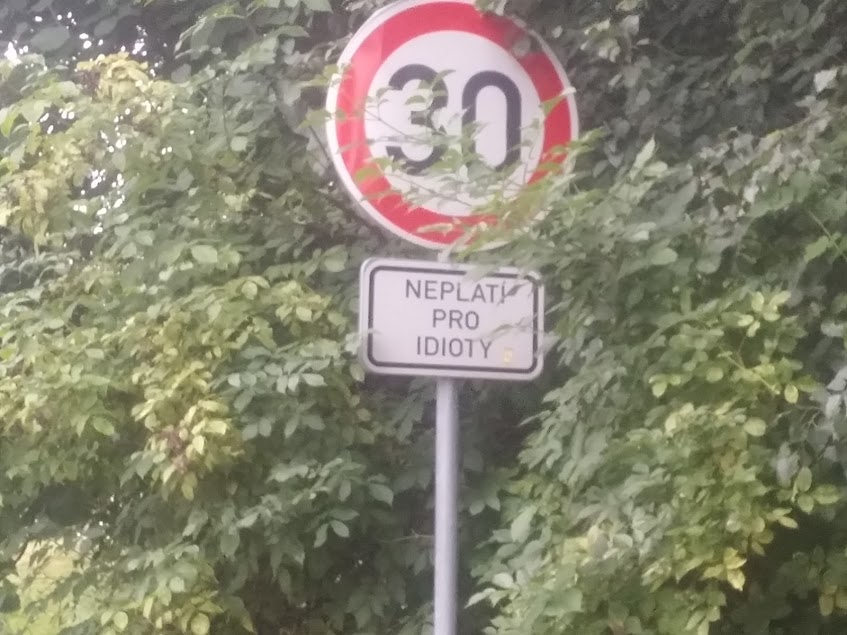 30
NEPLATÍ
PRO
IDIOTY